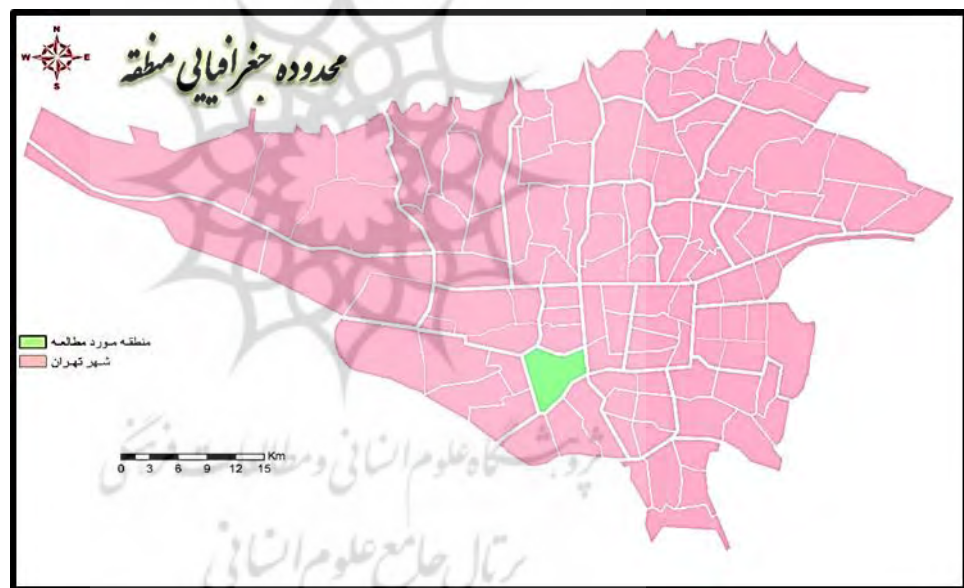 N
W E
S
محدوده جغرافیایی منطقه
منطقه مورد مطالعه
شهر تهران
Km
0 3 6 9 12 15
پژوهشگاه علوم انسانی و مطالعات فرهنگی
پرتال جامع علوم انسانی